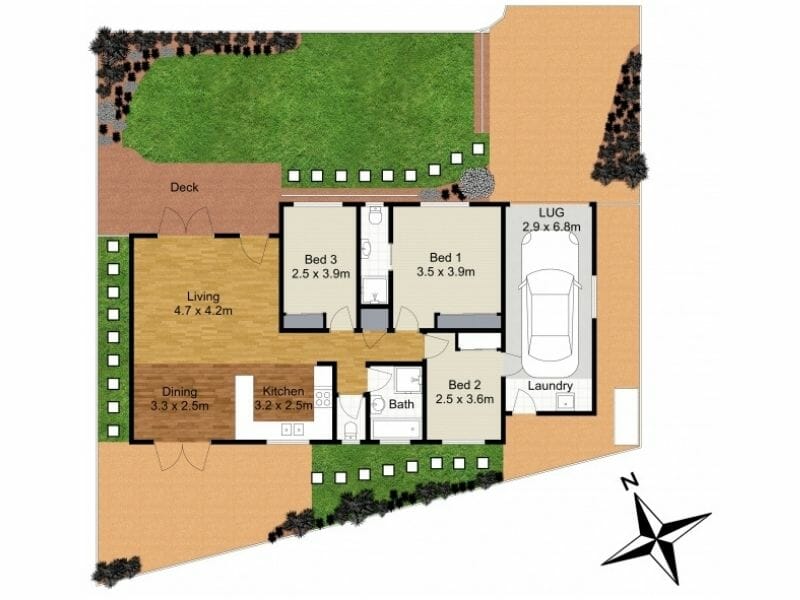 Deck
LUG
2.9 x 6.8m
Bed 3
2.5 x 3.9m
Bed 1
3.5 x 3.9m
Living
4.7 x 4.2m
Dining
3.3 x 2.5m
Kitchen
3.2 x 2.5m
Bath
Bed 2
2.5 x 3.6m
Laundry
N